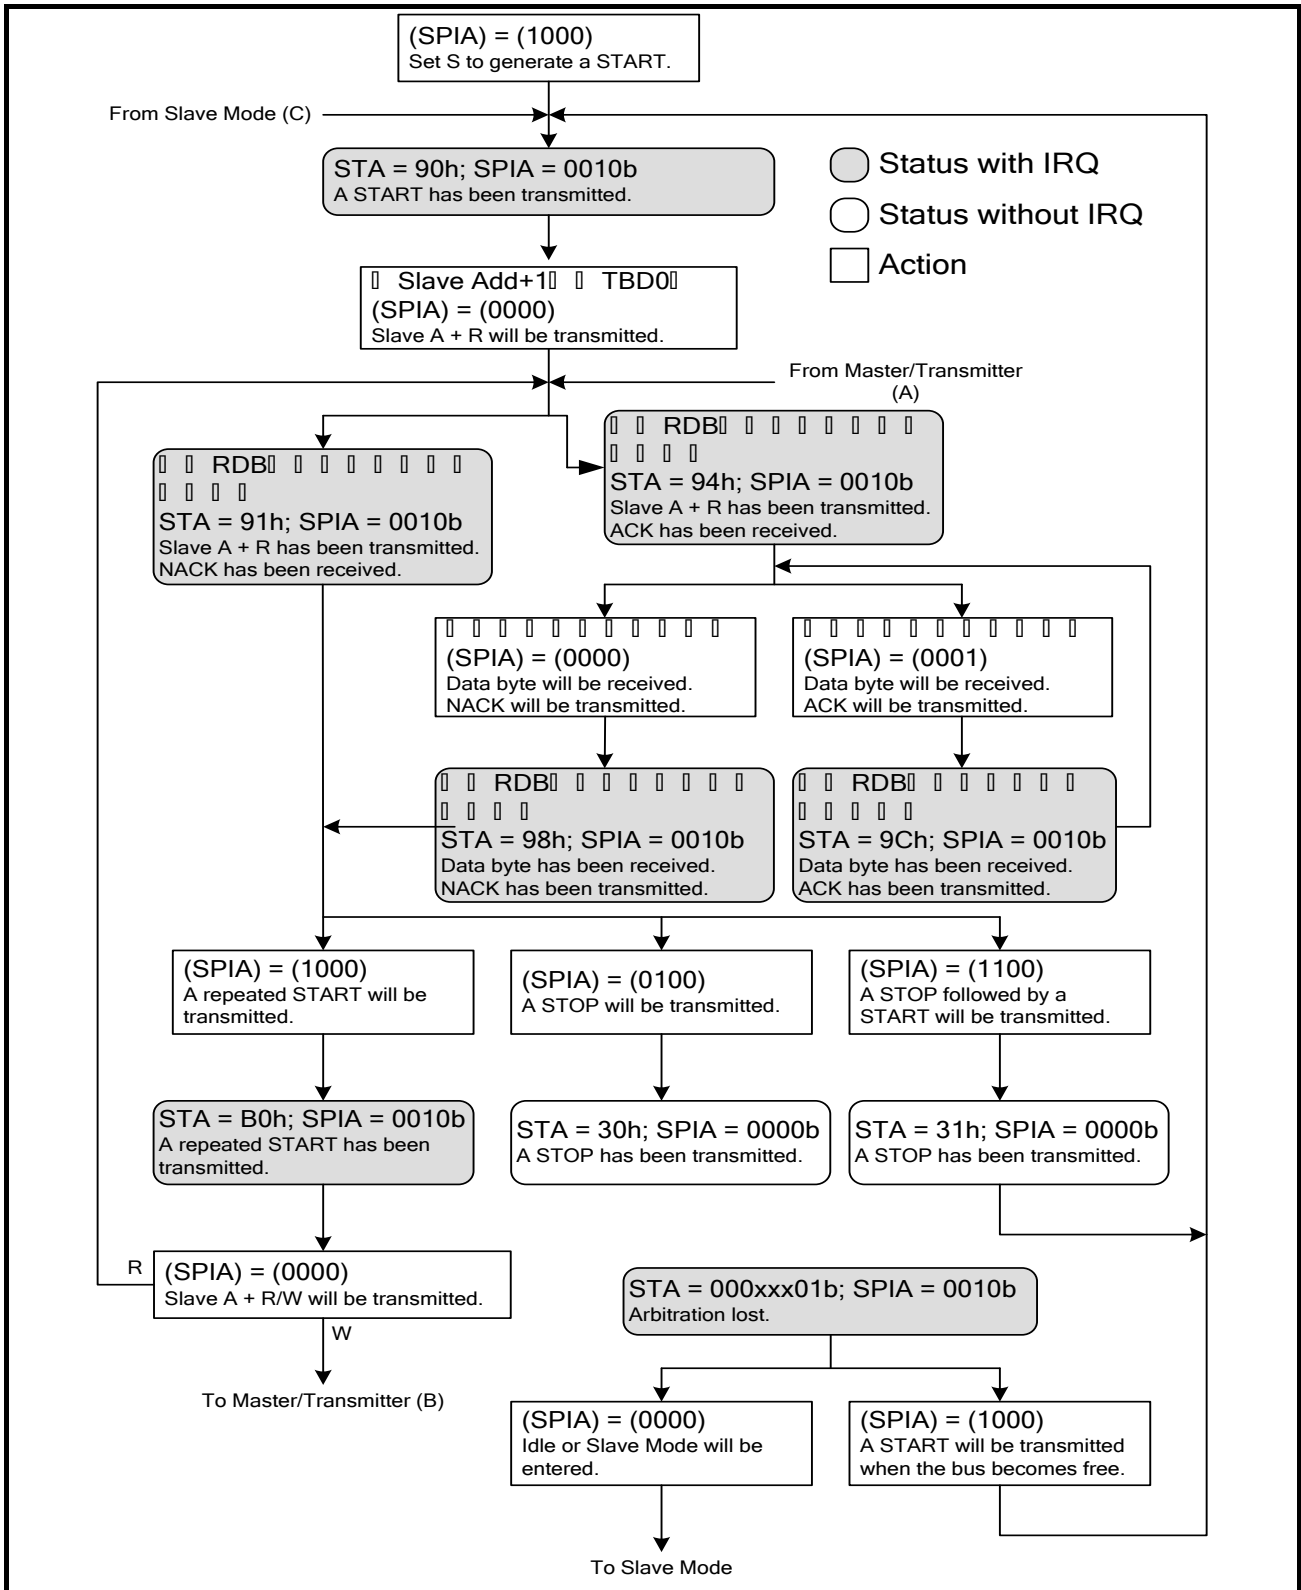 (SPIA) = (1000)
Set S to generate a START.
From Slave Mode (C)
STA = 90h; SPIA = 0010b
A START has been transmitted.
Status with IRQ
Status without IRQ
Action
Slave Add+1 TBD0
(SPIA) = (0000)
Slave A + R will be transmitted.
From Master/Transmitter
(A)
RDB
STA = 94h; SPIA = 0010b
Slave A + R has been transmitted.
ACK has been received.
RDB
STA = 91h; SPIA = 0010b
Slave A + R has been transmitted.
NACK has been received.
(SPIA) = (0000)
Data byte will be received.
NACK will be transmitted.
(SPIA) = (0001)
Data byte will be received.
ACK will be transmitted.
RDB
STA = 98h; SPIA = 0010b
Data byte has been received.
NACK has been transmitted.
RDB
STA = 9Ch; SPIA = 0010b
Data byte has been received.
ACK has been transmitted.
(SPIA) = (1000)
A repeated START will be
transmitted.
(SPIA) = (0100)
A STOP will be transmitted.
(SPIA) = (1100)
A STOP followed by a
START will be transmitted.
STA = B0h; SPIA = 0010b
A repeated START has been
transmitted.
STA = 30h; SPIA = 0000b
A STOP has been transmitted.
STA = 31h; SPIA = 0000b
A STOP has been transmitted.
R
(SPIA) = (0000)
Slave A + R/W will be transmitted.
W
To Master/Transmitter (B)
STA = 000xxx01b; SPIA = 0010b
Arbitration lost.
(SPIA) = (0000)
Idle or Slave Mode will be
entered.
(SPIA) = (1000)
A START will be transmitted
when the bus becomes free.
To Slave Mode